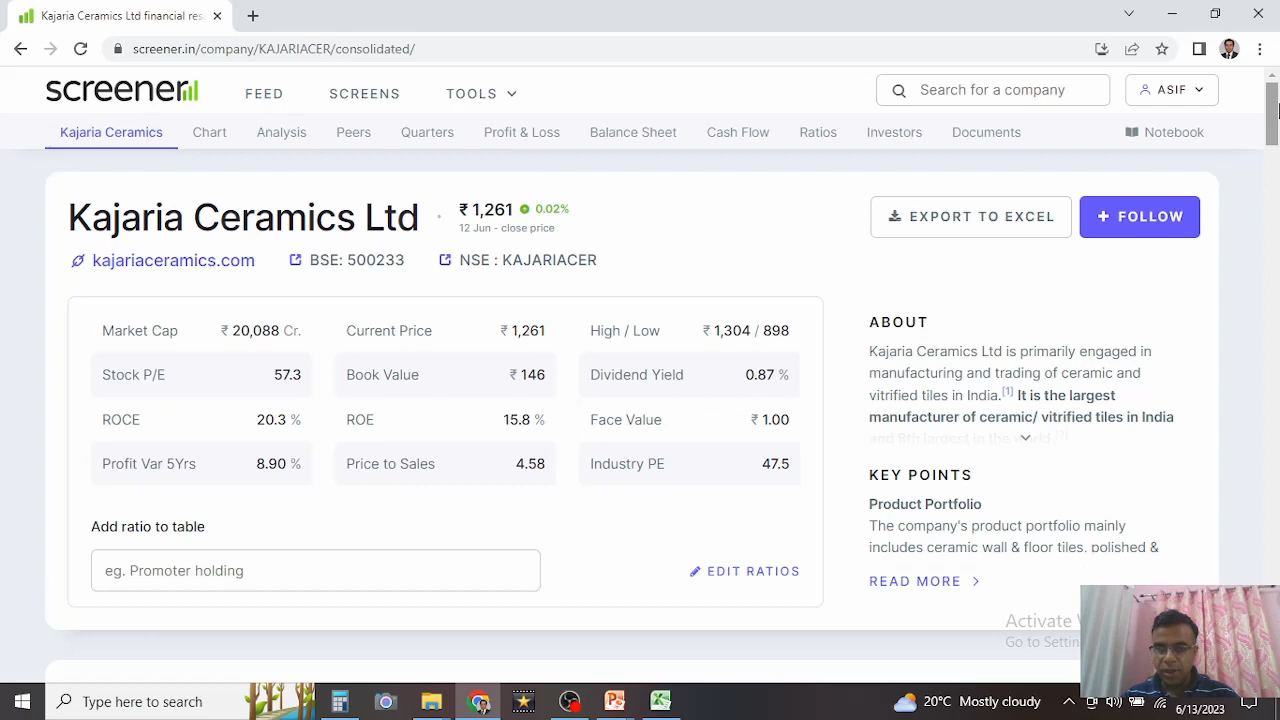 Kajaria Ceramics Ltd financial res
screener.in/company/KAJARIACER/consolidated/
screener
FEED
SCREENS
TOOLS
Search for a company
ASIF
Kajaria Ceramics
Chart
Analysis
Peers
Quarters
Profit & Loss
Balance Sheet
Cash Flow
Ratios
Investors
Documents
Notebook
Kajaria Ceramics Ltd
₹ 1,261 0.02%
12 Jun - close price
EXPORT TO EXCEL
+ FOLLOW
kajariaceramics.com
BSE: 500233
NSE : KAJARIACER
Market Cap ₹ 20,088 Cr.
Current Price ₹ 1,261
High / Low ₹ 1,304 / 898
Stock P/E 57.3
Book Value ₹ 146
Dividend Yield 0.87 %
ROCE 20.3 %
ROE 15.8 %
Face Value ₹ 1.00
Profit Var 5Yrs 8.90 %
Price to Sales 4.58
Industry PE 47.5
Add ratio to table
eg. Promoter holding
EDIT RATIOS
ABOUT
Kajaria Ceramics Ltd is primarily engaged in
manufacturing and trading of ceramic and
vitrified tiles in India.[1] It is the largest
manufacturer of ceramic/ vitrified tiles in India
and 8th largest in the world.
KEY POINTS
Product Portfolio
The company's product portfolio mainly
includes ceramic wall & floor tiles, polished &
READ MORE
Activate
Go to Settin
Type here to search
20°C Mostly cloudy
6/13/2023